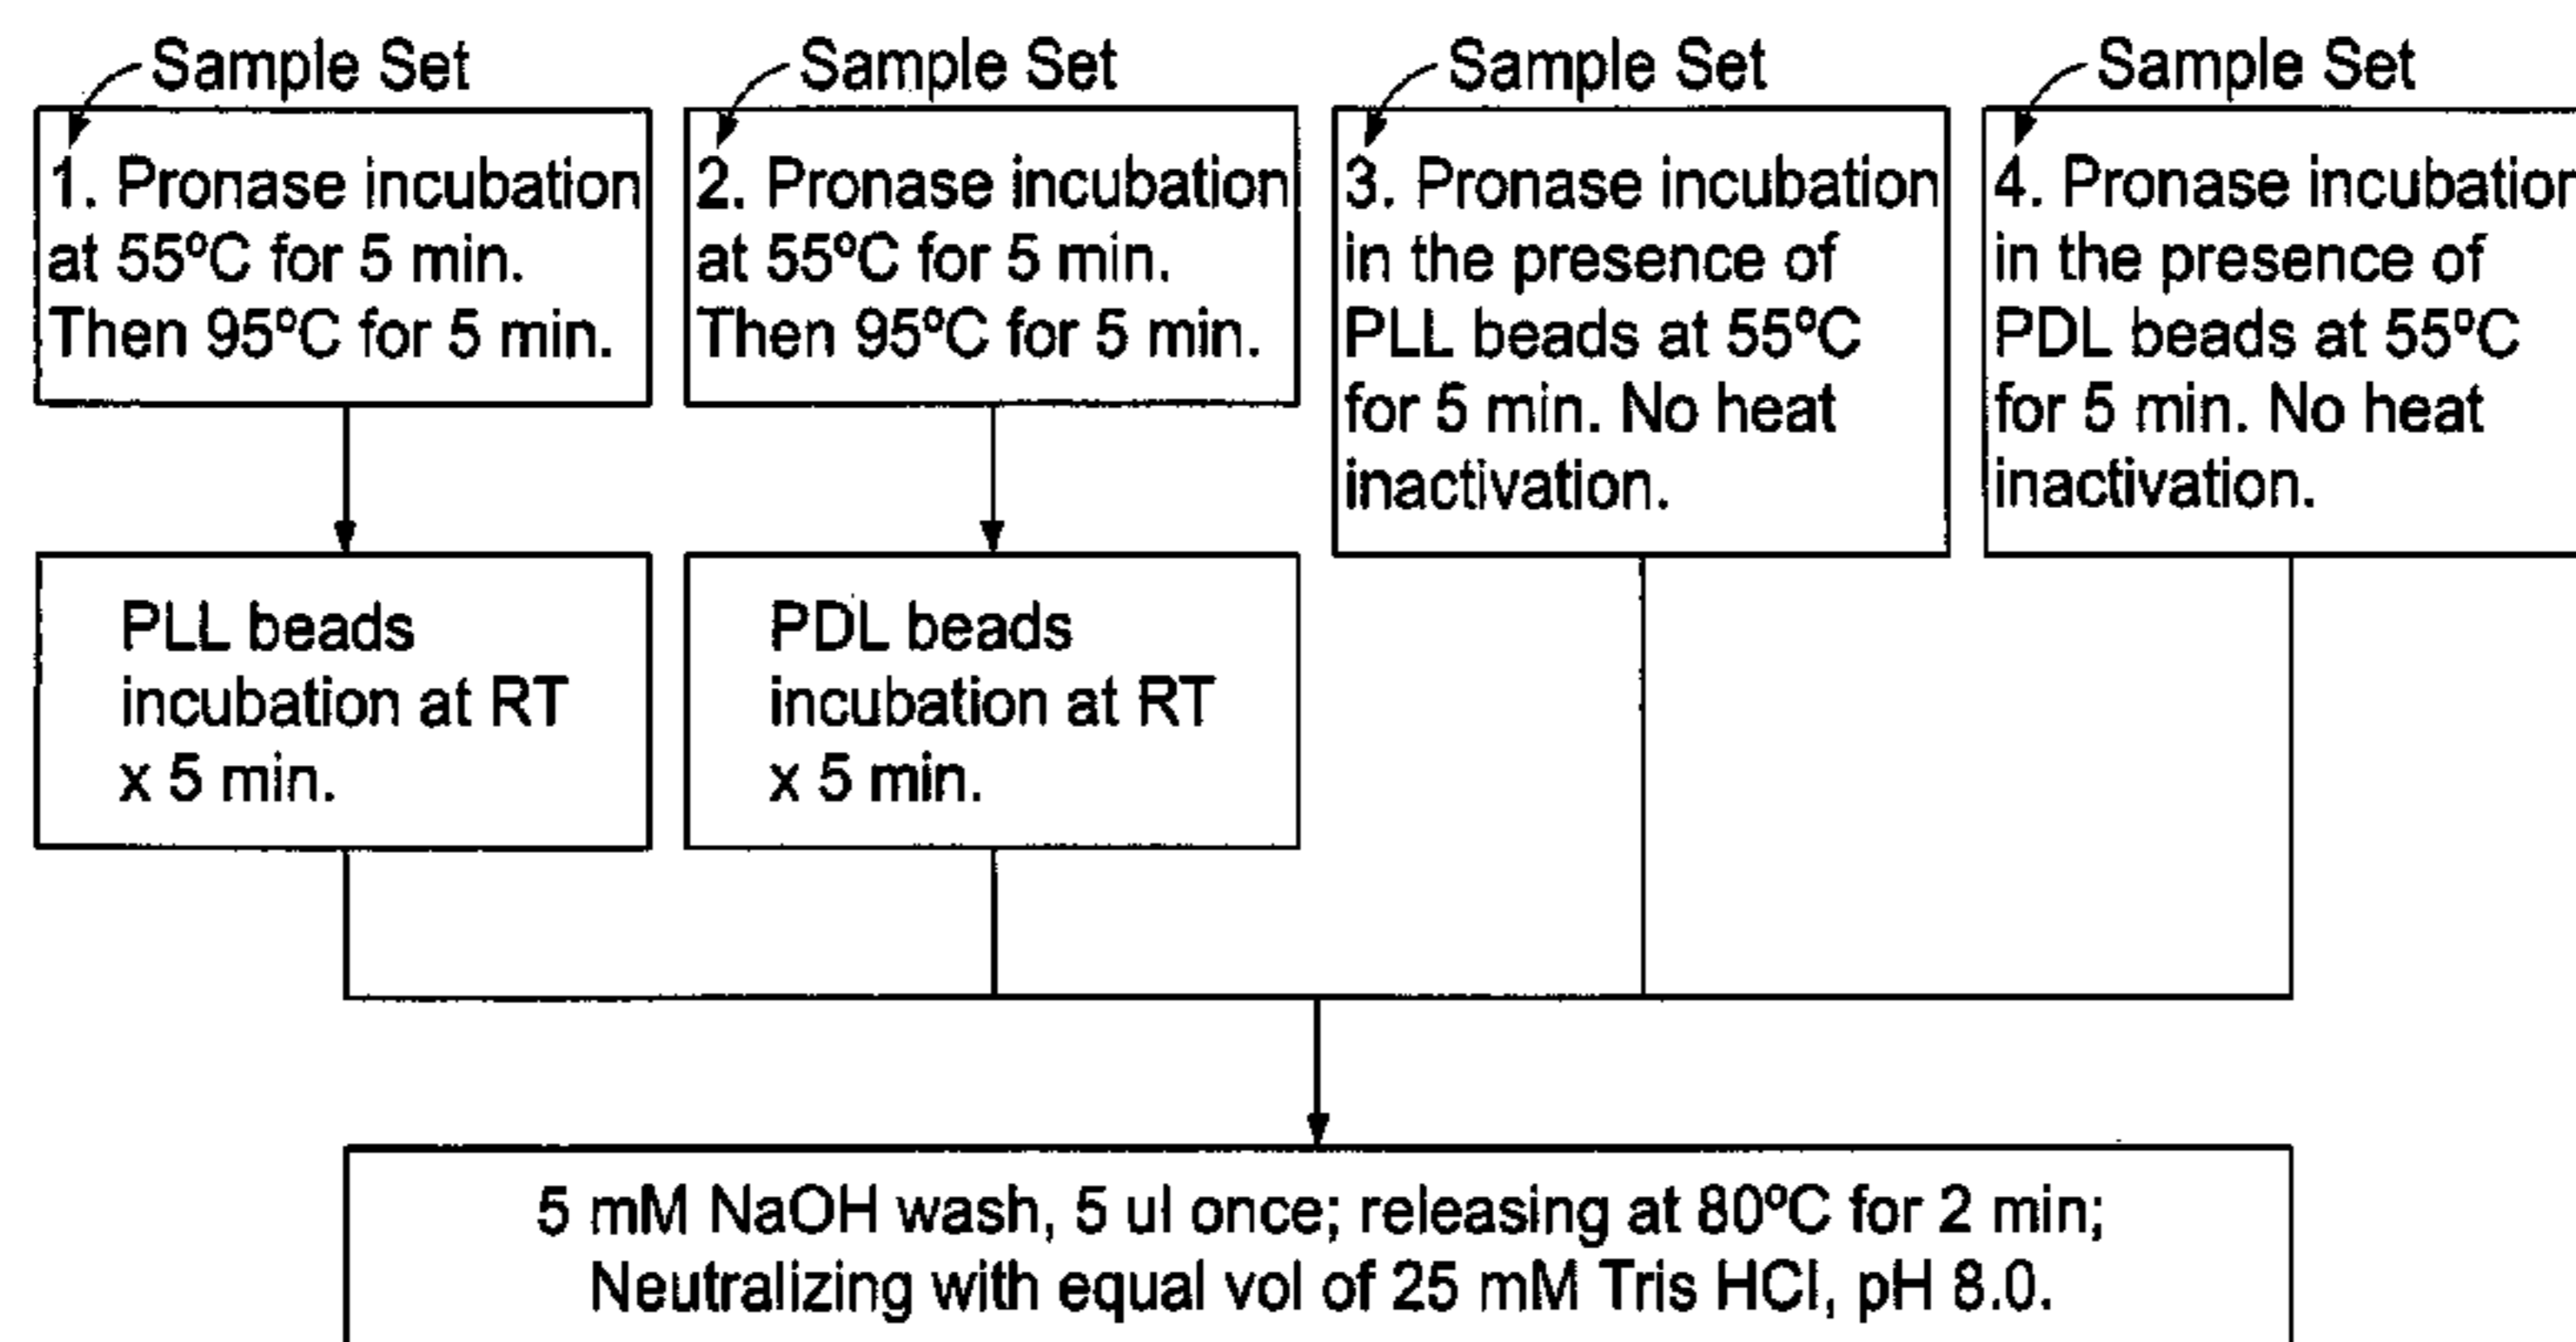 Sample Set
1. Pronase incubation
at 55ºC for 5 min.
Then 95ºC for 5 min.
Sample Set
2. Pronase incubation
at 55ºC for 5 min.
Then 95ºC for 5 min.
Sample Set
3. Pronase incubation
in the presence of
PLL beads at 55ºC
for 5 min. No heat
inactivation.
Sample Set
4. Pronase incubation
in the presence of
PDL beads at 55ºC
for 5 min. No heat
inactivation.
PLL beads
incubation at RT
x 5 min.
PDL beads
incubation at RT
x 5 min.
5 mM NaOH wash, 5 ul once; releasing at 80ºC for 2 min;
Neutralizing with equal vol of 25 mM Tris HCl, pH 8.0.